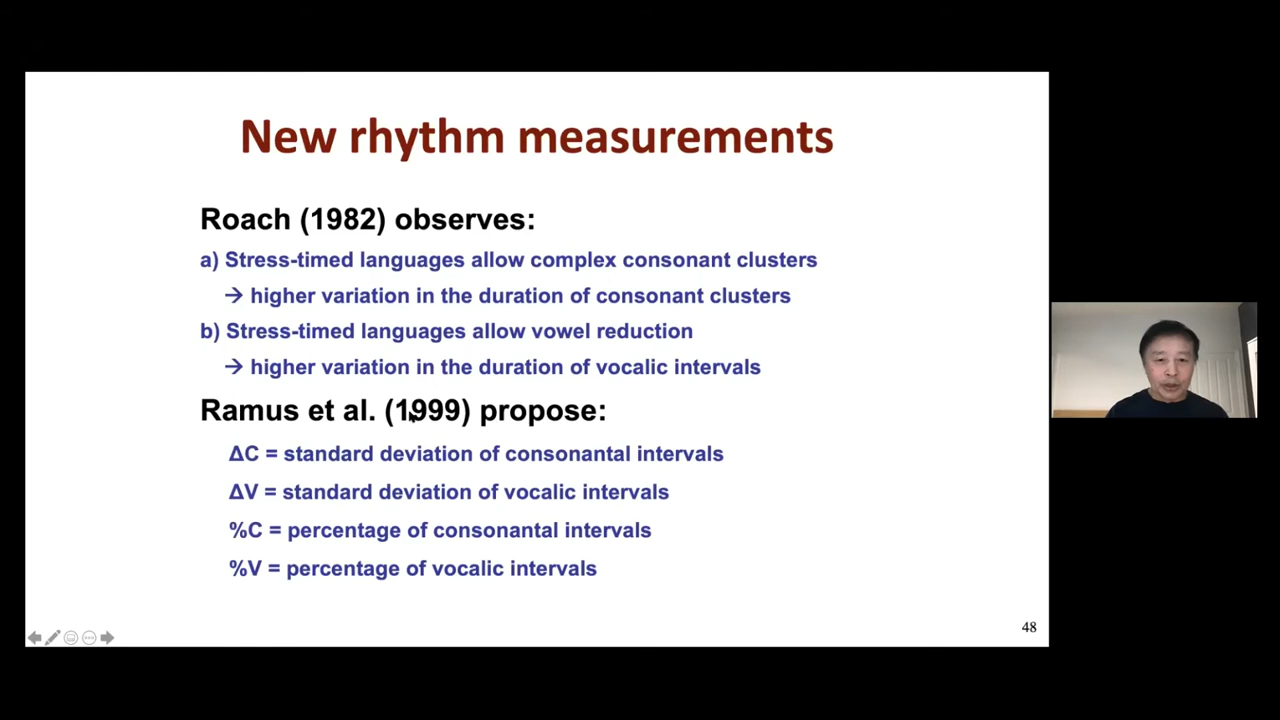 New rhythm measurements
Roach (1982) observes:
a) Stress-timed languages allow complex consonant clusters
→ higher variation in the duration of consonant clusters
b) Stress-timed languages allow vowel reduction
→ higher variation in the duration of vocalic intervals
Ramus et al. (1999) propose:
ΔC = standard deviation of consonantal intervals
ΔV = standard deviation of vocalic intervals
%C = percentage of consonantal intervals
%V = percentage of vocalic intervals
48